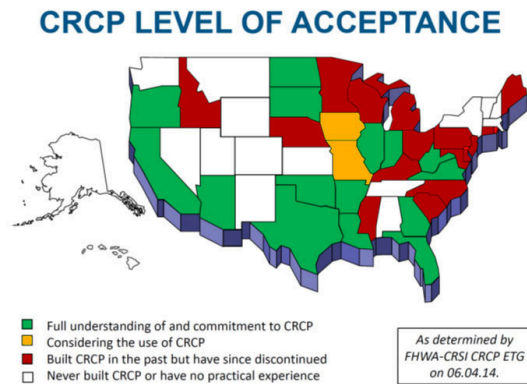 CRCP LEVEL OF ACCEPTANCE
Full understanding of and commitment to CRCP
Considering the use of CRCP
Built CRCP in the past but have since discontinued
Never built CRCP or have no practical experience
As determined by
FHWA-CRSI CRCP ETG
on 06.04.14.